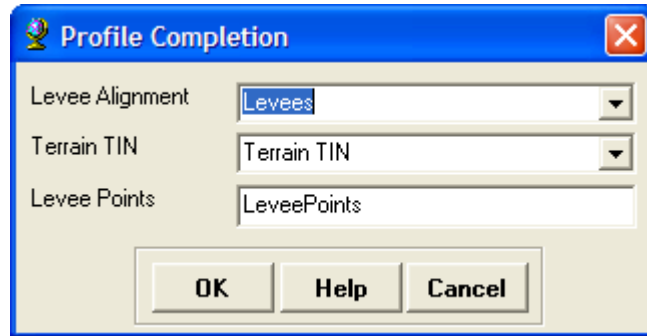 Profile Completion
Levee Alignment Levees
Terrain TIN Terrain TIN
Levee Points LeveePoints
OK Help Cancel